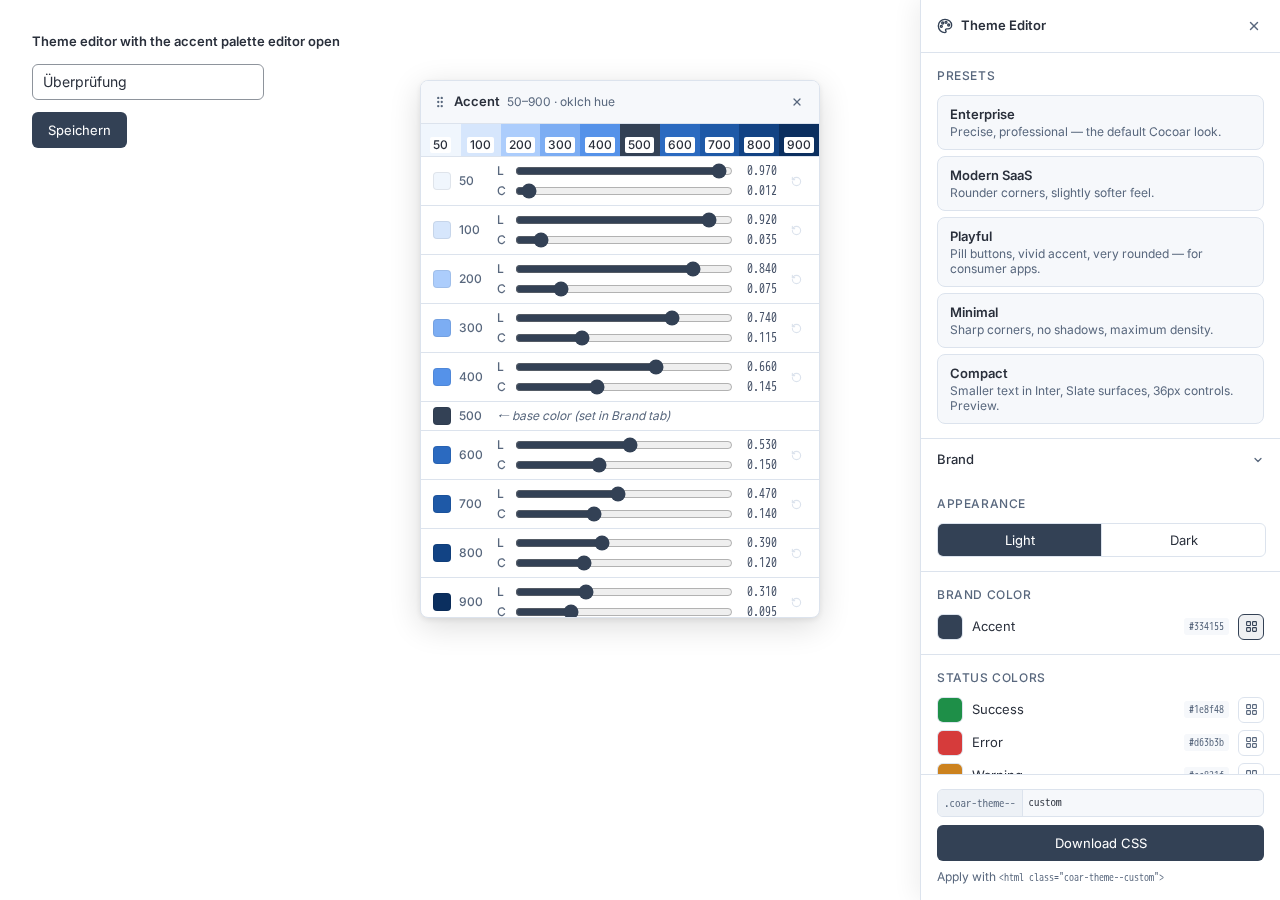 Theme editor with the accent palette editor open
Überprüfung
Speichern
Accent 50–900 · oklch hue
50 100 200 300 400 500 600 700 800 900
50 L 0.970
C 0.012
100 L 0.920
C 0.035
200 L 0.840
C 0.075
300 L 0.740
C 0.115
400 L 0.660
C 0.145
500 ← base color (set in Brand tab)
600 L 0.530
C 0.150
700 L 0.470
C 0.140
800 L 0.390
C 0.120
900 L 0.310
C 0.095
Theme Editor
PRESETS
Enterprise
Precise, professional — the default Cocoar look.
Modern SaaS
Rounder corners, slightly softer feel.
Playful
Pill buttons, vivid accent, very rounded — for
consumer apps.
Minimal
Sharp corners, no shadows, maximum density.
Compact
Smaller text in Inter, Slate surfaces, 36px controls.
Preview.
Brand
APPEARANCE
Light Dark
BRAND COLOR
Accent #334155
STATUS COLORS
Success #1e8f48
Error #d63b3b
Warning
.coar-theme-- custom
Download CSS
Apply with <html class="coar-theme--custom">